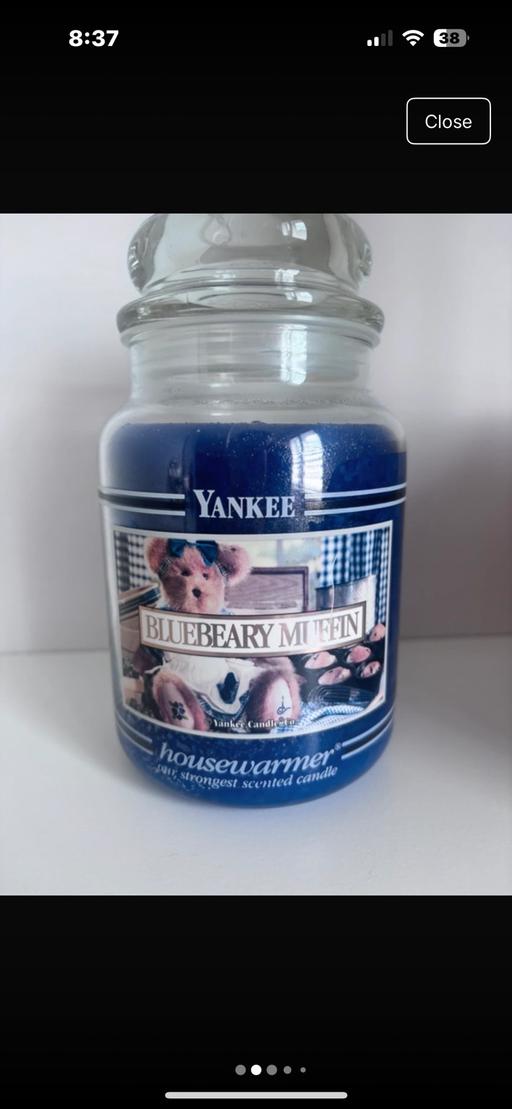 8:37
38
Close
YANKEE
BLUEBEARY MUFFIN
Yankee Candle Co.
housewarmer®
our strongest scented candle